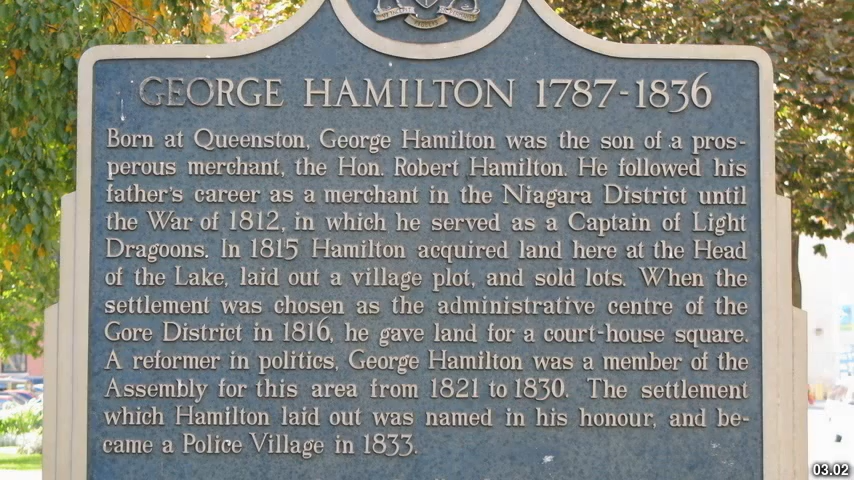 GEORGE HAMILTON 1787-1836
Born at Queenston, George Hamilton was the son of a pros-
perous merchant, the Hon. Robert Hamilton. He followed his
father's career as a merchant in the Niagara District until
the War of 1812, in which he served as a Captain of Light
Dragoons. In 1815 Hamilton acquired land here at the Head
of the Lake, laid out a village plot, and sold lots. When the
settlement was chosen as the administrative centre of the
Gore District in 1816, he gave land for a court-house square.
A reformer in politics, George Hamilton was a member of the
Assembly for this area from 1821 to 1830. The settlement
which Hamilton laid out was named in his honour, and be-
came a Police Village in 1833.
03.02